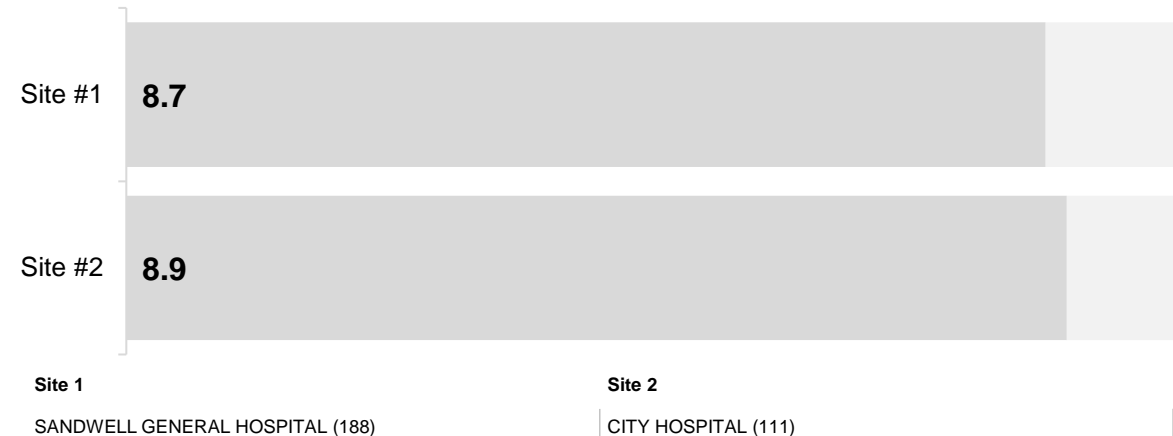 Site #1
8.7
Site #2
8.9
Site 1
Site 2
SANDWELL GENERAL HOSPITAL (188)
CITY HOSPITAL (111)